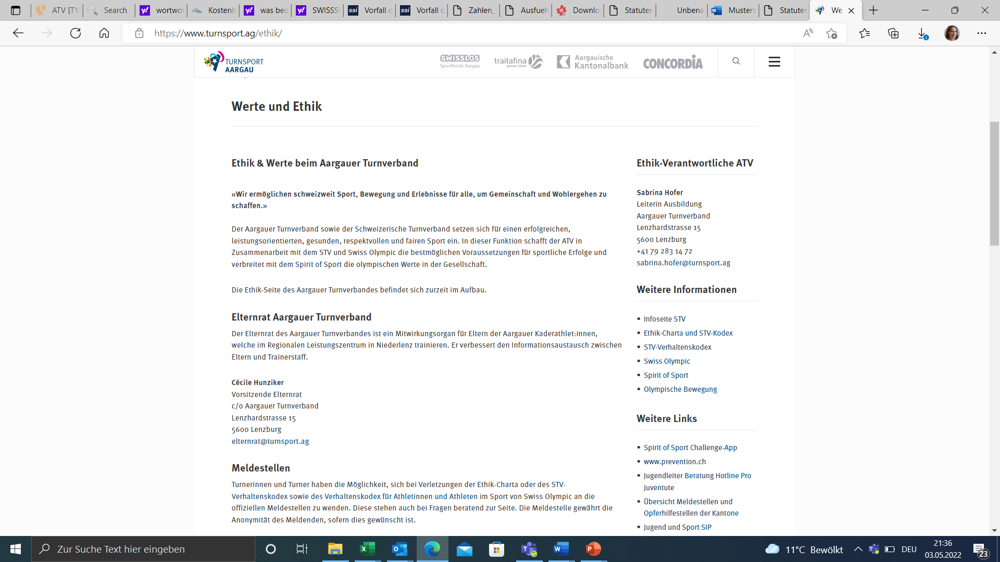 ATV [TY
Search
wortwol
Kostenlo
was bed
SWISSSP
Vorfall o
Vorfall o
Zahlen_
Ausfueh
Downlo
Statuten
Unbena
Musters
Statuten
We
https://www.turnsport.ag/ethik/
TURNSPORT
AARGAU
SWISSLOS
Sportfonds Aargau
traitafina
genuss leben
Aargauische
Kantonalbank
CONCORDIA
Werte und Ethik
Ethik & Werte beim Aargauer Turnverband
«Wir ermöglichen schweizweit Sport, Bewegung und Erlebnisse für alle, um Gemeinschaft und Wohlergehen zu
schaffen.»
Der Aargauer Turnverband sowie der Schweizerische Turnverband setzen sich für einen erfolgreichen,
leistungsorientierten, gesunden, respektvollen und fairen Sport ein. In dieser Funktion schafft der ATV in
Zusammenarbeit mit dem STV und Swiss Olympic die bestmöglichen Voraussetzungen für sportliche Erfolge und
verbreitet mit dem Spirit of Sport die olympischen Werte in der Gesellschaft.
Die Ethik-Seite des Aargauer Turnverbandes befindet sich zurzeit im Aufbau.
Elternrat Aargauer Turnverband
Der Elternrat des Aargauer Turnverbandes ist ein Mitwirkungsorgan für Eltern der Aargauer Kaderathlet:innen,
welche im Regionalen Leistungszentrum in Niederlenz trainieren. Er verbessert den Informationsaustausch zwischen
Eltern und Trainerstaff.
Cécile Hunziker
Vorsitzende Elternrat
c/o Aargauer Turnverband
Lenzhardstrasse 15
5600 Lenzburg
elternrat@turnsport.ag
Meldestellen
Turnerinnen und Turner haben die Möglichkeit, sich bei Verletzungen der Ethik-Charta oder des STV-
Verhaltenskodex sowie des Verhaltenskodex für Athletinnen und Athleten im Sport von Swiss Olympic an die
offiziellen Meldestellen zu wenden. Diese stehen auch bei Fragen beratend zur Seite. Die Meldestelle gewährt die
Anonymität des Meldenden, sofern dies gewünscht ist.
Ethik-Verantwortliche ATV
Sabrina Hofer
Leiterin Ausbildung
Aargauer Turnverband
Lenzhardstrasse 15
5600 Lenzburg
+41 79 283 14 72
sabrina.hofer@turnsport.ag
Weitere Informationen
• Infoseite STV
• Ethik-Charta und STV-Kodex
• STV-Verhaltenskodex
• Swiss Olympic
• Spirit of Sport
• Olympische Bewegung
Weitere Links
• Spirit of Sport Challenge-App
• www.prevention.ch
• Jugendleiter Beratung Hotline Pro
Juventute
• Übersicht Meldestellen und
Opferhilfestellen der Kantone
• Jugend und Sport SIP
Zur Suche Text hier eingeben
11°C Bewölkt
DEU
21:36
03.05.2022
23